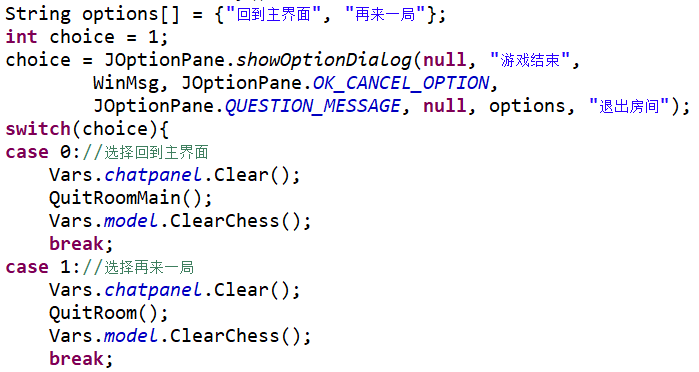 String options[] = {"回到主界面", "再来一局"};
int choice = 1;
choice = JOptionPane.showOptionDialog(null, "游戏结束",
        WinMsg, JOptionPane.OK_CANCEL_OPTION,
        JOptionPane.QUESTION_MESSAGE, null, options, "退出房间");
switch(choice){
case 0://选择回到主界面
    Vars.chatpanel.Clear();
    QuitRoomMain();
    Vars.model.ClearChess();
    break;
case 1://选择再来一局
    Vars.chatpanel.Clear();
    QuitRoom();
    Vars.model.ClearChess();
    break;